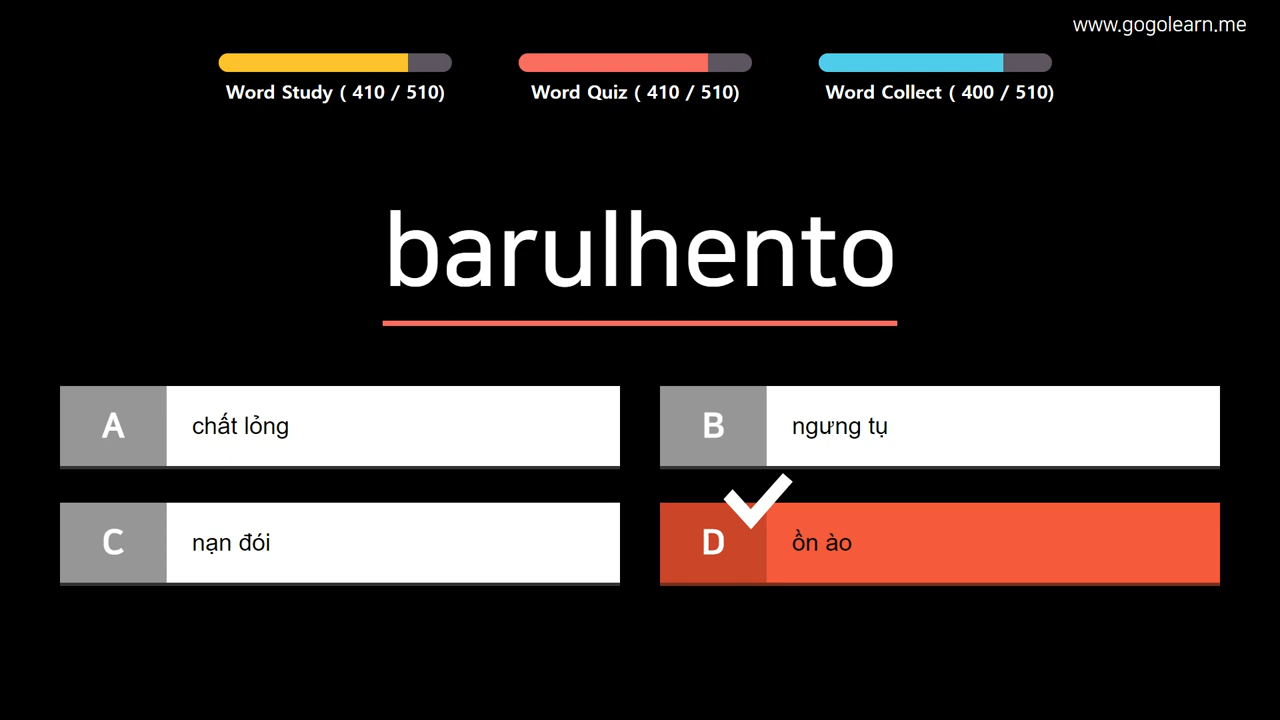 www.gogolearn.me
Word Study ( 410 / 510)
Word Quiz ( 410 / 510)
Word Collect ( 400 / 510)
barulhento
A chất lỏng
B ngưng tụ
C nạn đói
D ồn ào